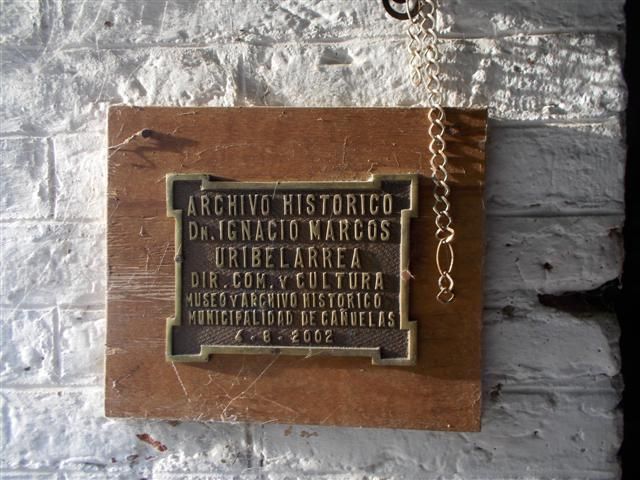 ARCHIVO HISTORICO
DN. IGNACIO MARCOS
URIBELARREA
DIR. COM. Y CULTURA
MUSEO Y ARCHIVO HISTORICO
MUNICIPALIDAD DE CAÑUELAS
4-8-2002